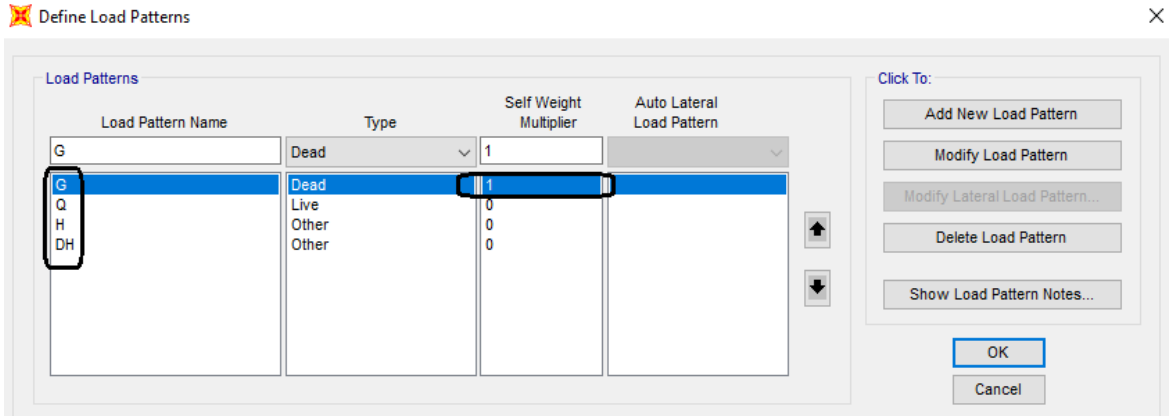 Define Load Patterns
Load Patterns
Click To:
Load Pattern Name
Type
Self Weight
Multiplier
Auto Lateral
Load Pattern
G
Dead
1
G Dead 1
Q Live 0
H Other 0
DH Other 0
Add New Load Pattern
Modify Load Pattern
Modify Lateral Load Pattern...
Delete Load Pattern
Show Load Pattern Notes...
OK
Cancel